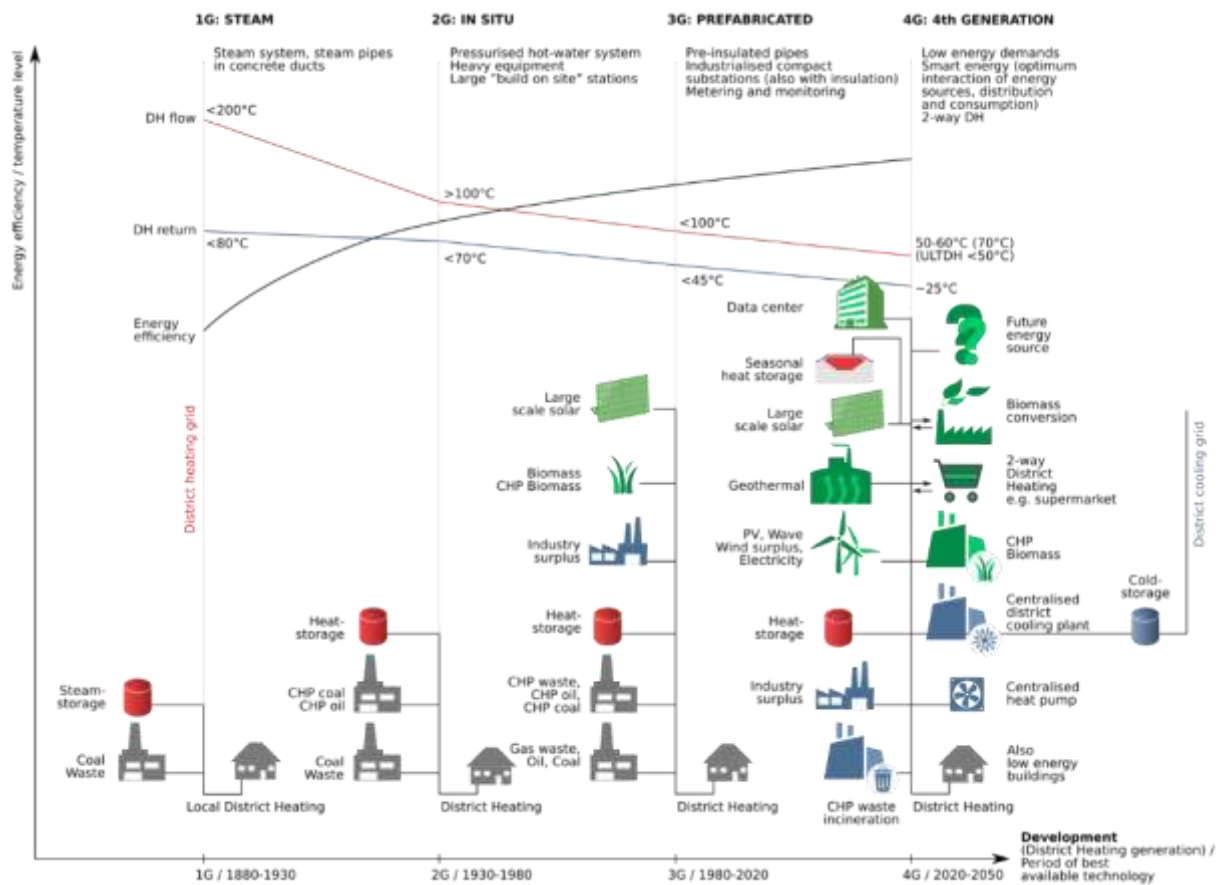 1G: STEAM
2G: IN SITU
3G: PREFABRICATED
4G: 4th GENERATION
Steam system, steam pipes
in concrete ducts
Pressurised hot-water system
Heavy equipment
Large "build on site" stations
Pre-insulated pipes
Industrialised compact
substations (also with insulation)
Metering and monitoring
Low energy demands
Smart energy (optimum
interaction of energy
sources, distribution
and consumption)
2-way DH
Energy efficiency / temperature level
DH flow
<200°C
>100°C
<100°C
50-60°C (70°C)
(ULTDH <50°C)
DH return
<80°C
<70°C
<45°C
~25°C
Energy
efficiency
District heating grid
Data center
Future
energy
source
Seasonal
heat storage
Large
scale solar
Large
scale solar
Biomass
conversion
Biomass
CHP Biomass
Geothermal
2-way
District
Heating
e.g. supermarket
District cooling grid
Industry
surplus
PV, Wave
Wind surplus,
Electricity
CHP
Biomass
Heat-
storage
Heat-
storage
Heat-
storage
Centralised
district
cooling plant
Cold-
storage
Steam-
storage
CHP coal
CHP oil
CHP waste,
CHP oil,
CHP coal
Industry
surplus
Centralised
heat pump
Coal
Waste
Coal
Waste
Gas waste,
Oil, Coal
CHP waste
incineration
Also
low energy
buildings
Local District Heating
District Heating
District Heating
District Heating
Development
(District Heating generation) /
Period of best
available technology
1G / 1880-1930
2G / 1930-1980
3G / 1980-2020
4G / 2020-2050